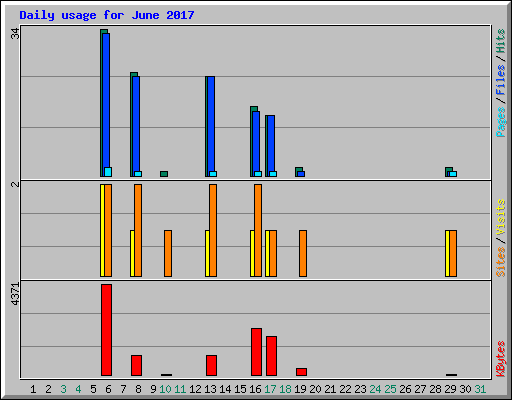 Daily usage for June 2017
34
Pages / Files / Hits
2
Sites / Visits
4371
KBytes
1 2 3 4 5 6 7 8 9 10 11 12 13 14 15 16 17 18 19 20 21 22 23 24 25 26 27 28 29 30 31